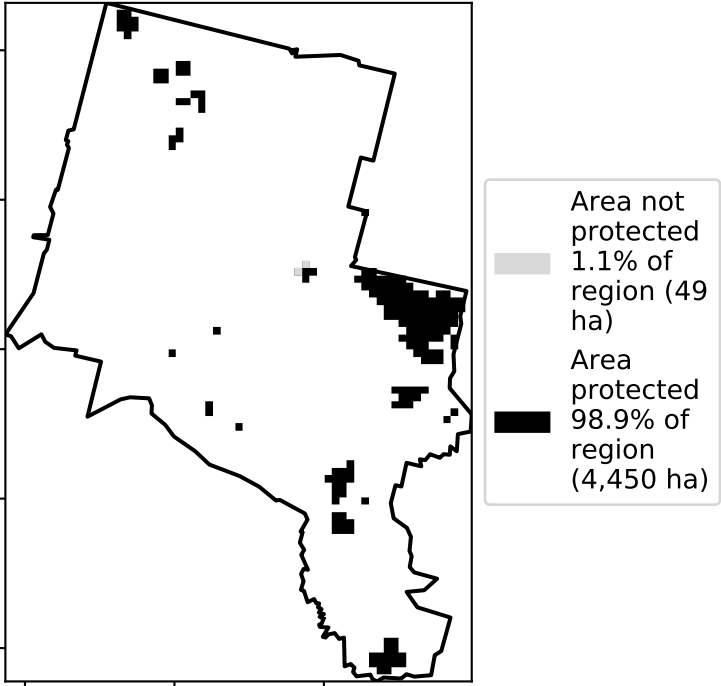 Area not
protected
1.1% of
region (49
ha)
Area
protected
98.9% of
region
(4,450 ha)